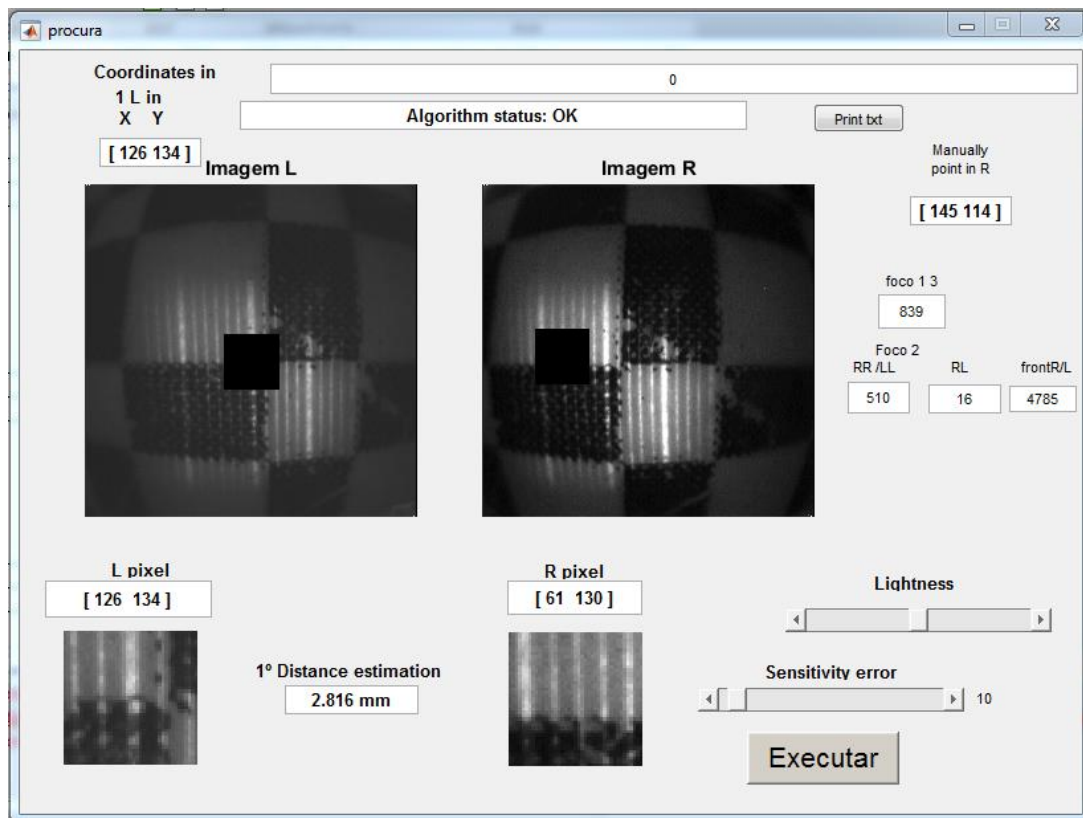 procura
Coordinates in
0
1 L in
X Y
Algorithm status: OK
Print txt
[ 126 134 ]
Imagem L
Imagem R
Manually
point in R
[ 145 114 ]
foco 1 3
839
Foco 2
RR /LL
RL
frontR/L
510
16
4785
L pixel
[ 126 134 ]
R pixel
[ 61 130 ]
Lightness
1º Distance estimation
2.816 mm
Sensitivity error
10
Executar